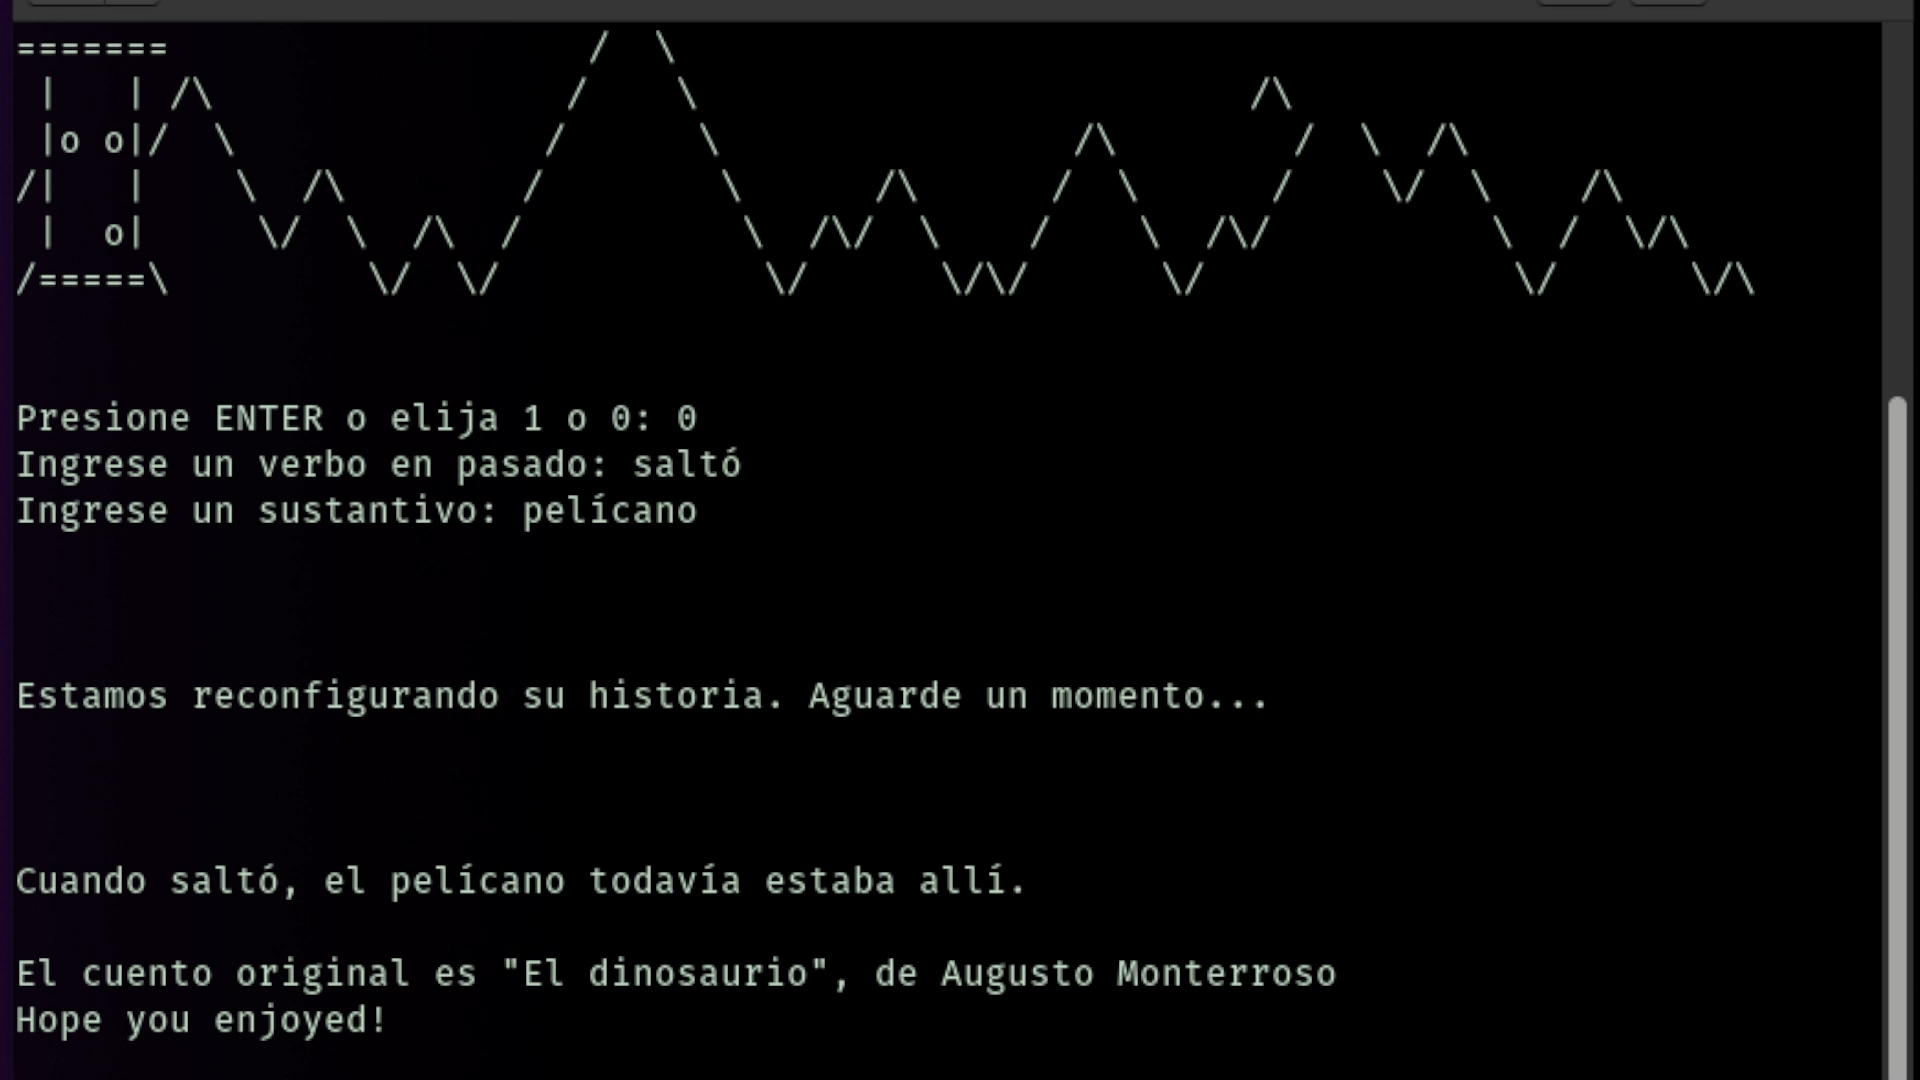 Presione ENTER o elija 1 o 0: 0
Ingrese un verbo en pasado: saltó
Ingrese un sustantivo: pelícano
Estamos reconfigurando su historia. Aguarde un momento...
Cuando saltó, el pelícano todavía estaba allí.
El cuento original es "El dinosaurio", de Augusto Monterroso
Hope you enjoyed!